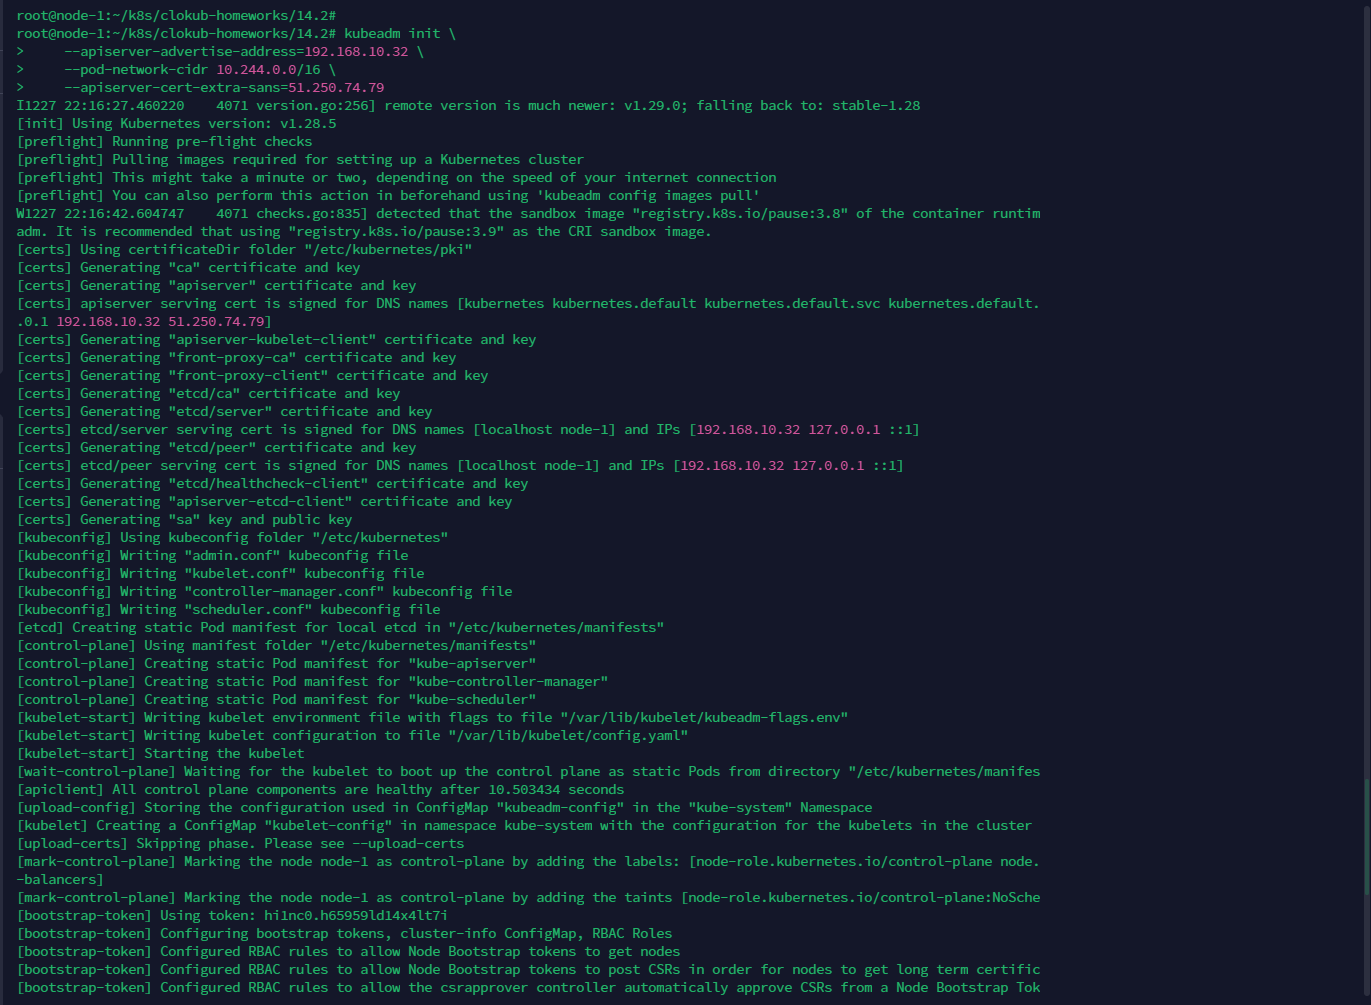 root@node-1:~/k8s/clokub-homeworks/14.2#
root@node-1:~/k8s/clokub-homeworks/14.2# kubeadm init \
>     --apiserver-advertise-address=192.168.10.32 \
>     --pod-network-cidr 10.244.0.0/16 \
>     --apiserver-cert-extra-sans=51.250.74.79
I1227 22:16:27.460220    4071 version.go:256] remote version is much newer: v1.29.0; falling back to: stable-1.28
[init] Using Kubernetes version: v1.28.5
[preflight] Running pre-flight checks
[preflight] Pulling images required for setting up a Kubernetes cluster
[preflight] This might take a minute or two, depending on the speed of your internet connection
[preflight] You can also perform this action in beforehand using 'kubeadm config images pull'
W1227 22:16:42.604747    4071 checks.go:835] detected that the sandbox image "registry.k8s.io/pause:3.8" of the container runtim
adm. It is recommended that using "registry.k8s.io/pause:3.9" as the CRI sandbox image.
[certs] Using certificateDir folder "/etc/kubernetes/pki"
[certs] Generating "ca" certificate and key
[certs] Generating "apiserver" certificate and key
[certs] apiserver serving cert is signed for DNS names [kubernetes kubernetes.default kubernetes.default.svc kubernetes.default.
.0.1 192.168.10.32 51.250.74.79]
[certs] Generating "apiserver-kubelet-client" certificate and key
[certs] Generating "front-proxy-ca" certificate and key
[certs] Generating "front-proxy-client" certificate and key
[certs] Generating "etcd/ca" certificate and key
[certs] Generating "etcd/server" certificate and key
[certs] etcd/server serving cert is signed for DNS names [localhost node-1] and IPs [192.168.10.32 127.0.0.1 ::1]
[certs] Generating "etcd/peer" certificate and key
[certs] etcd/peer serving cert is signed for DNS names [localhost node-1] and IPs [192.168.10.32 127.0.0.1 ::1]
[certs] Generating "etcd/healthcheck-client" certificate and key
[certs] Generating "apiserver-etcd-client" certificate and key
[certs] Generating "sa" key and public key
[kubeconfig] Using kubeconfig folder "/etc/kubernetes"
[kubeconfig] Writing "admin.conf" kubeconfig file
[kubeconfig] Writing "kubelet.conf" kubeconfig file
[kubeconfig] Writing "controller-manager.conf" kubeconfig file
[kubeconfig] Writing "scheduler.conf" kubeconfig file
[etcd] Creating static Pod manifest for local etcd in "/etc/kubernetes/manifests"
[control-plane] Using manifest folder "/etc/kubernetes/manifests"
[control-plane] Creating static Pod manifest for "kube-apiserver"
[control-plane] Creating static Pod manifest for "kube-controller-manager"
[control-plane] Creating static Pod manifest for "kube-scheduler"
[kubelet-start] Writing kubelet environment file with flags to file "/var/lib/kubelet/kubeadm-flags.env"
[kubelet-start] Writing kubelet configuration to file "/var/lib/kubelet/config.yaml"
[kubelet-start] Starting the kubelet
[wait-control-plane] Waiting for the kubelet to boot up the control plane as static Pods from directory "/etc/kubernetes/manifes
[apiclient] All control plane components are healthy after 10.503434 seconds
[upload-config] Storing the configuration used in ConfigMap "kubeadm-config" in the "kube-system" Namespace
[kubelet] Creating a ConfigMap "kubelet-config" in namespace kube-system with the configuration for the kubelets in the cluster
[upload-certs] Skipping phase. Please see --upload-certs
[mark-control-plane] Marking the node node-1 as control-plane by adding the labels: [node-role.kubernetes.io/control-plane node.
-balancers]
[mark-control-plane] Marking the node node-1 as control-plane by adding the taints [node-role.kubernetes.io/control-plane:NoSche
[bootstrap-token] Using token: hi1nc0.h65959ld14x4lt7i
[bootstrap-token] Configuring bootstrap tokens, cluster-info ConfigMap, RBAC Roles
[bootstrap-token] Configured RBAC rules to allow Node Bootstrap tokens to get nodes
[bootstrap-token] Configured RBAC rules to allow Node Bootstrap tokens to post CSRs in order for nodes to get long term certific
[bootstrap-token] Configured RBAC rules to allow the csrapprover controller automatically approve CSRs from a Node Bootstrap Tok